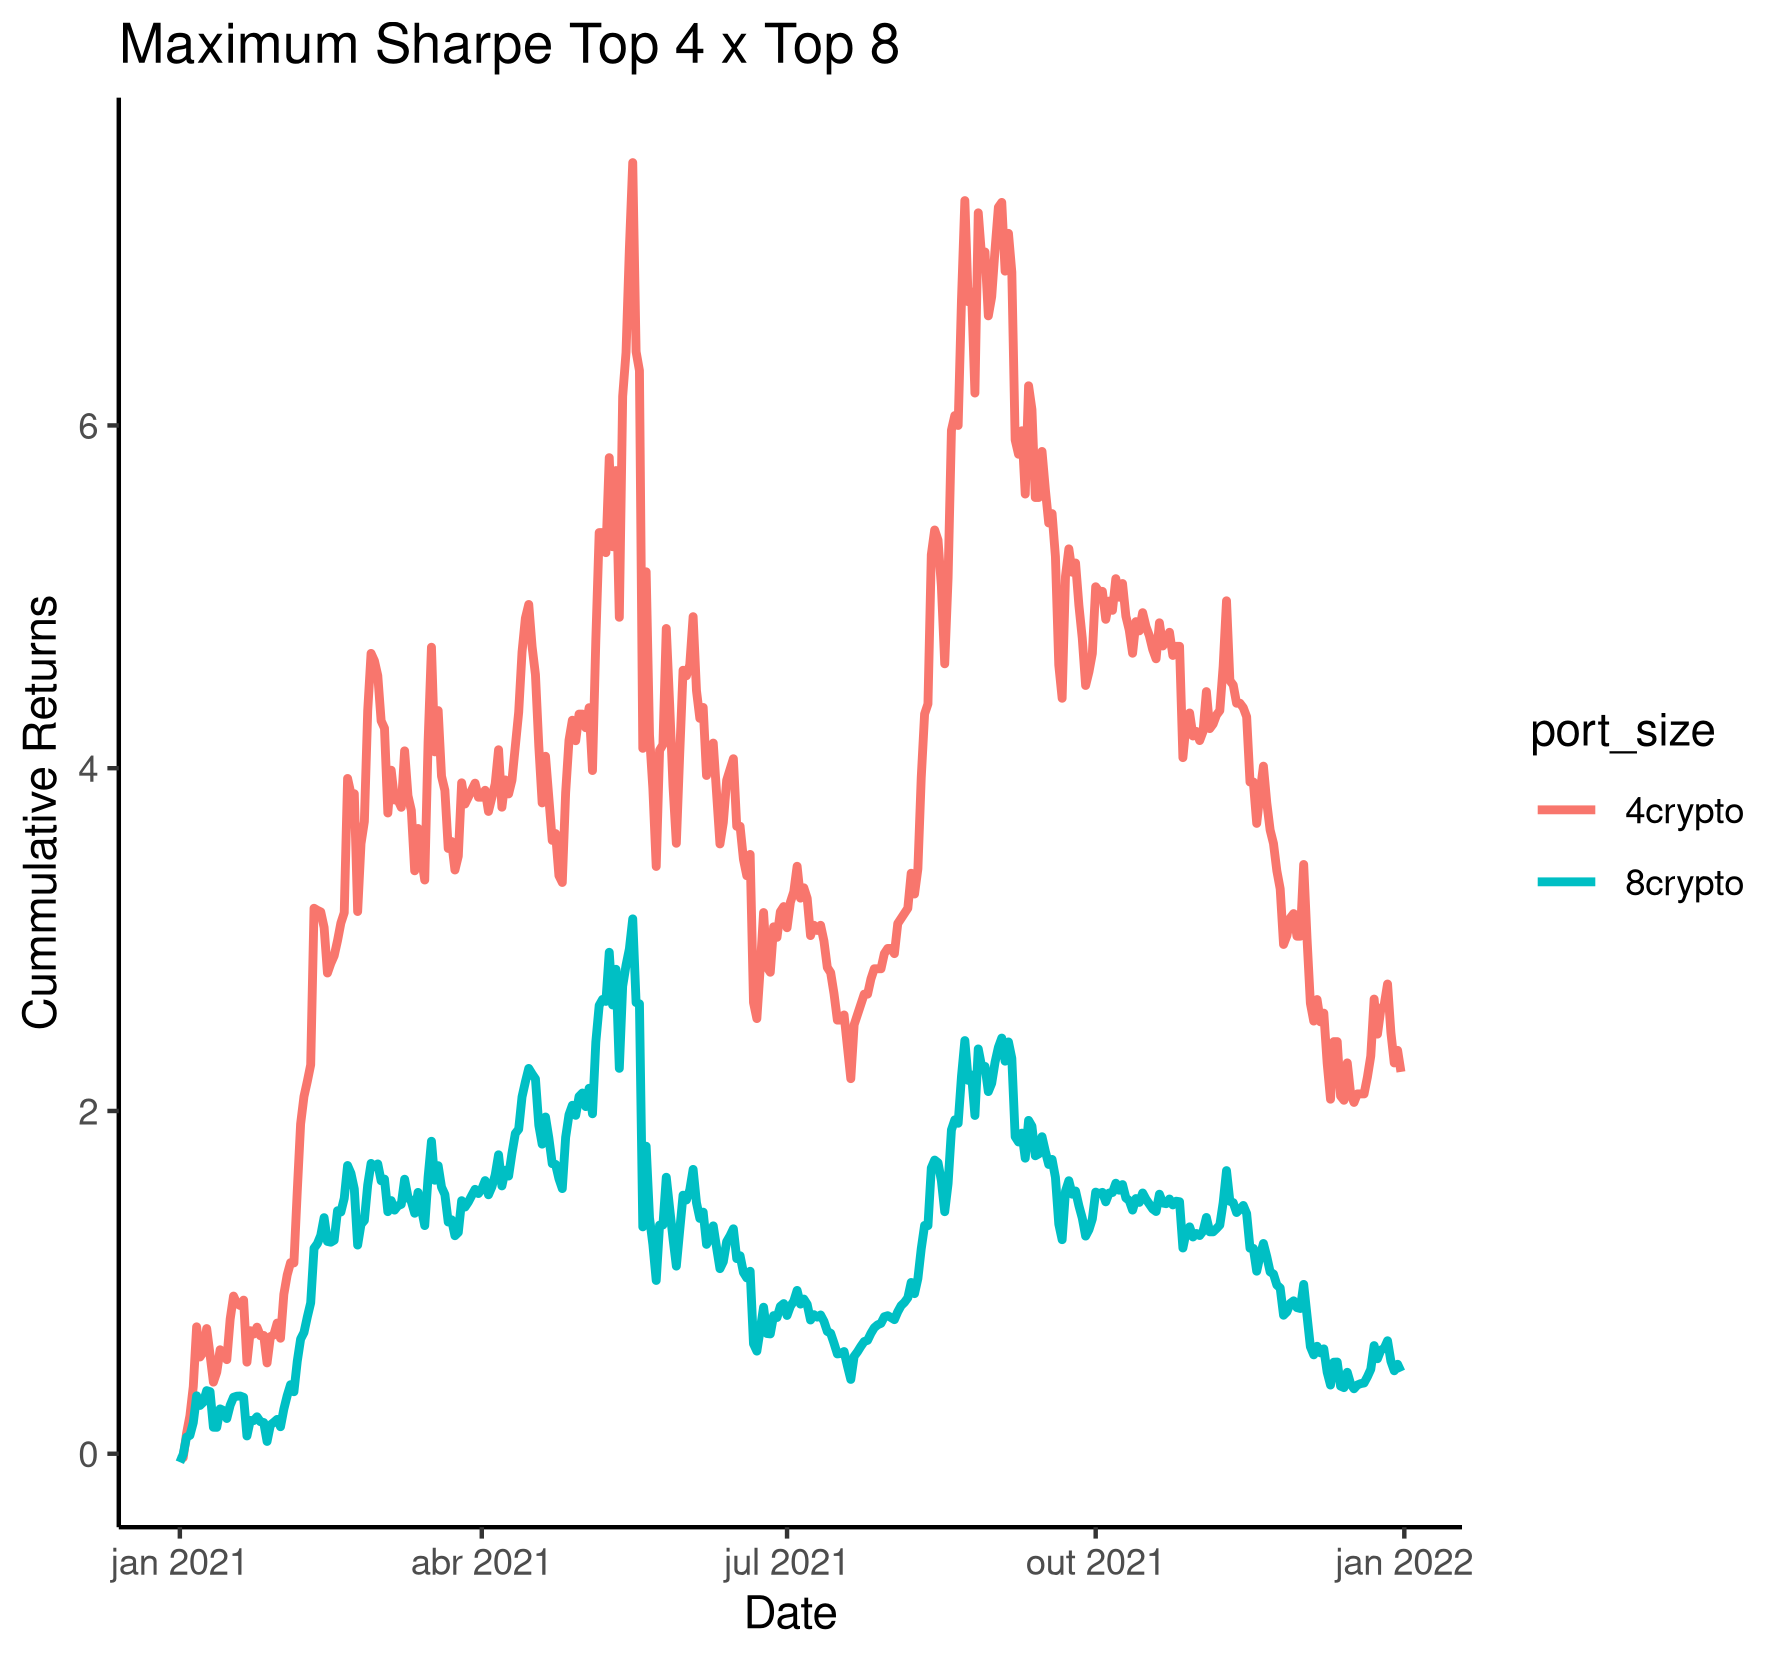 Maximum Sharpe Top 4 x Top 8
Cummulative Returns
6
4
2
0
jan 2021
abr 2021
jul 2021
out 2021
jan 2022
Date
port_size
4crypto
8crypto